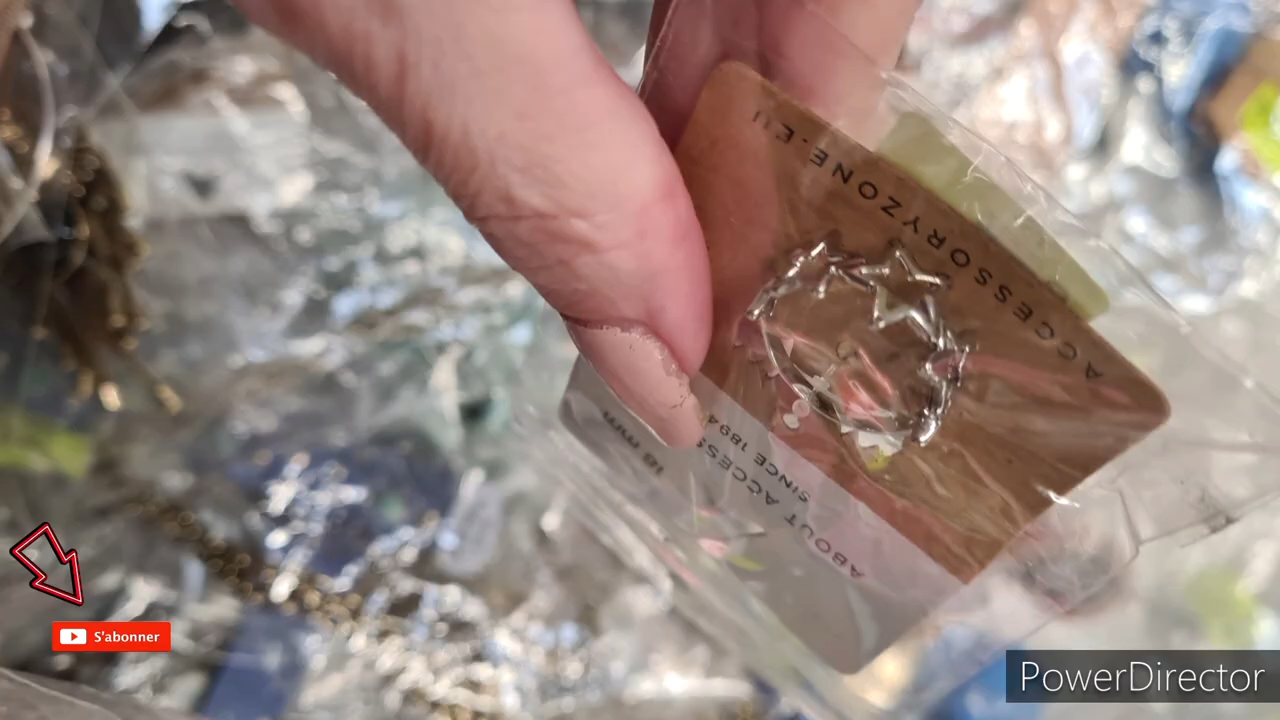 ACCESSORYZONE.EU
ABOUT ACCESS
SINCE 1894
18 mm
S'abonner
PowerDirector